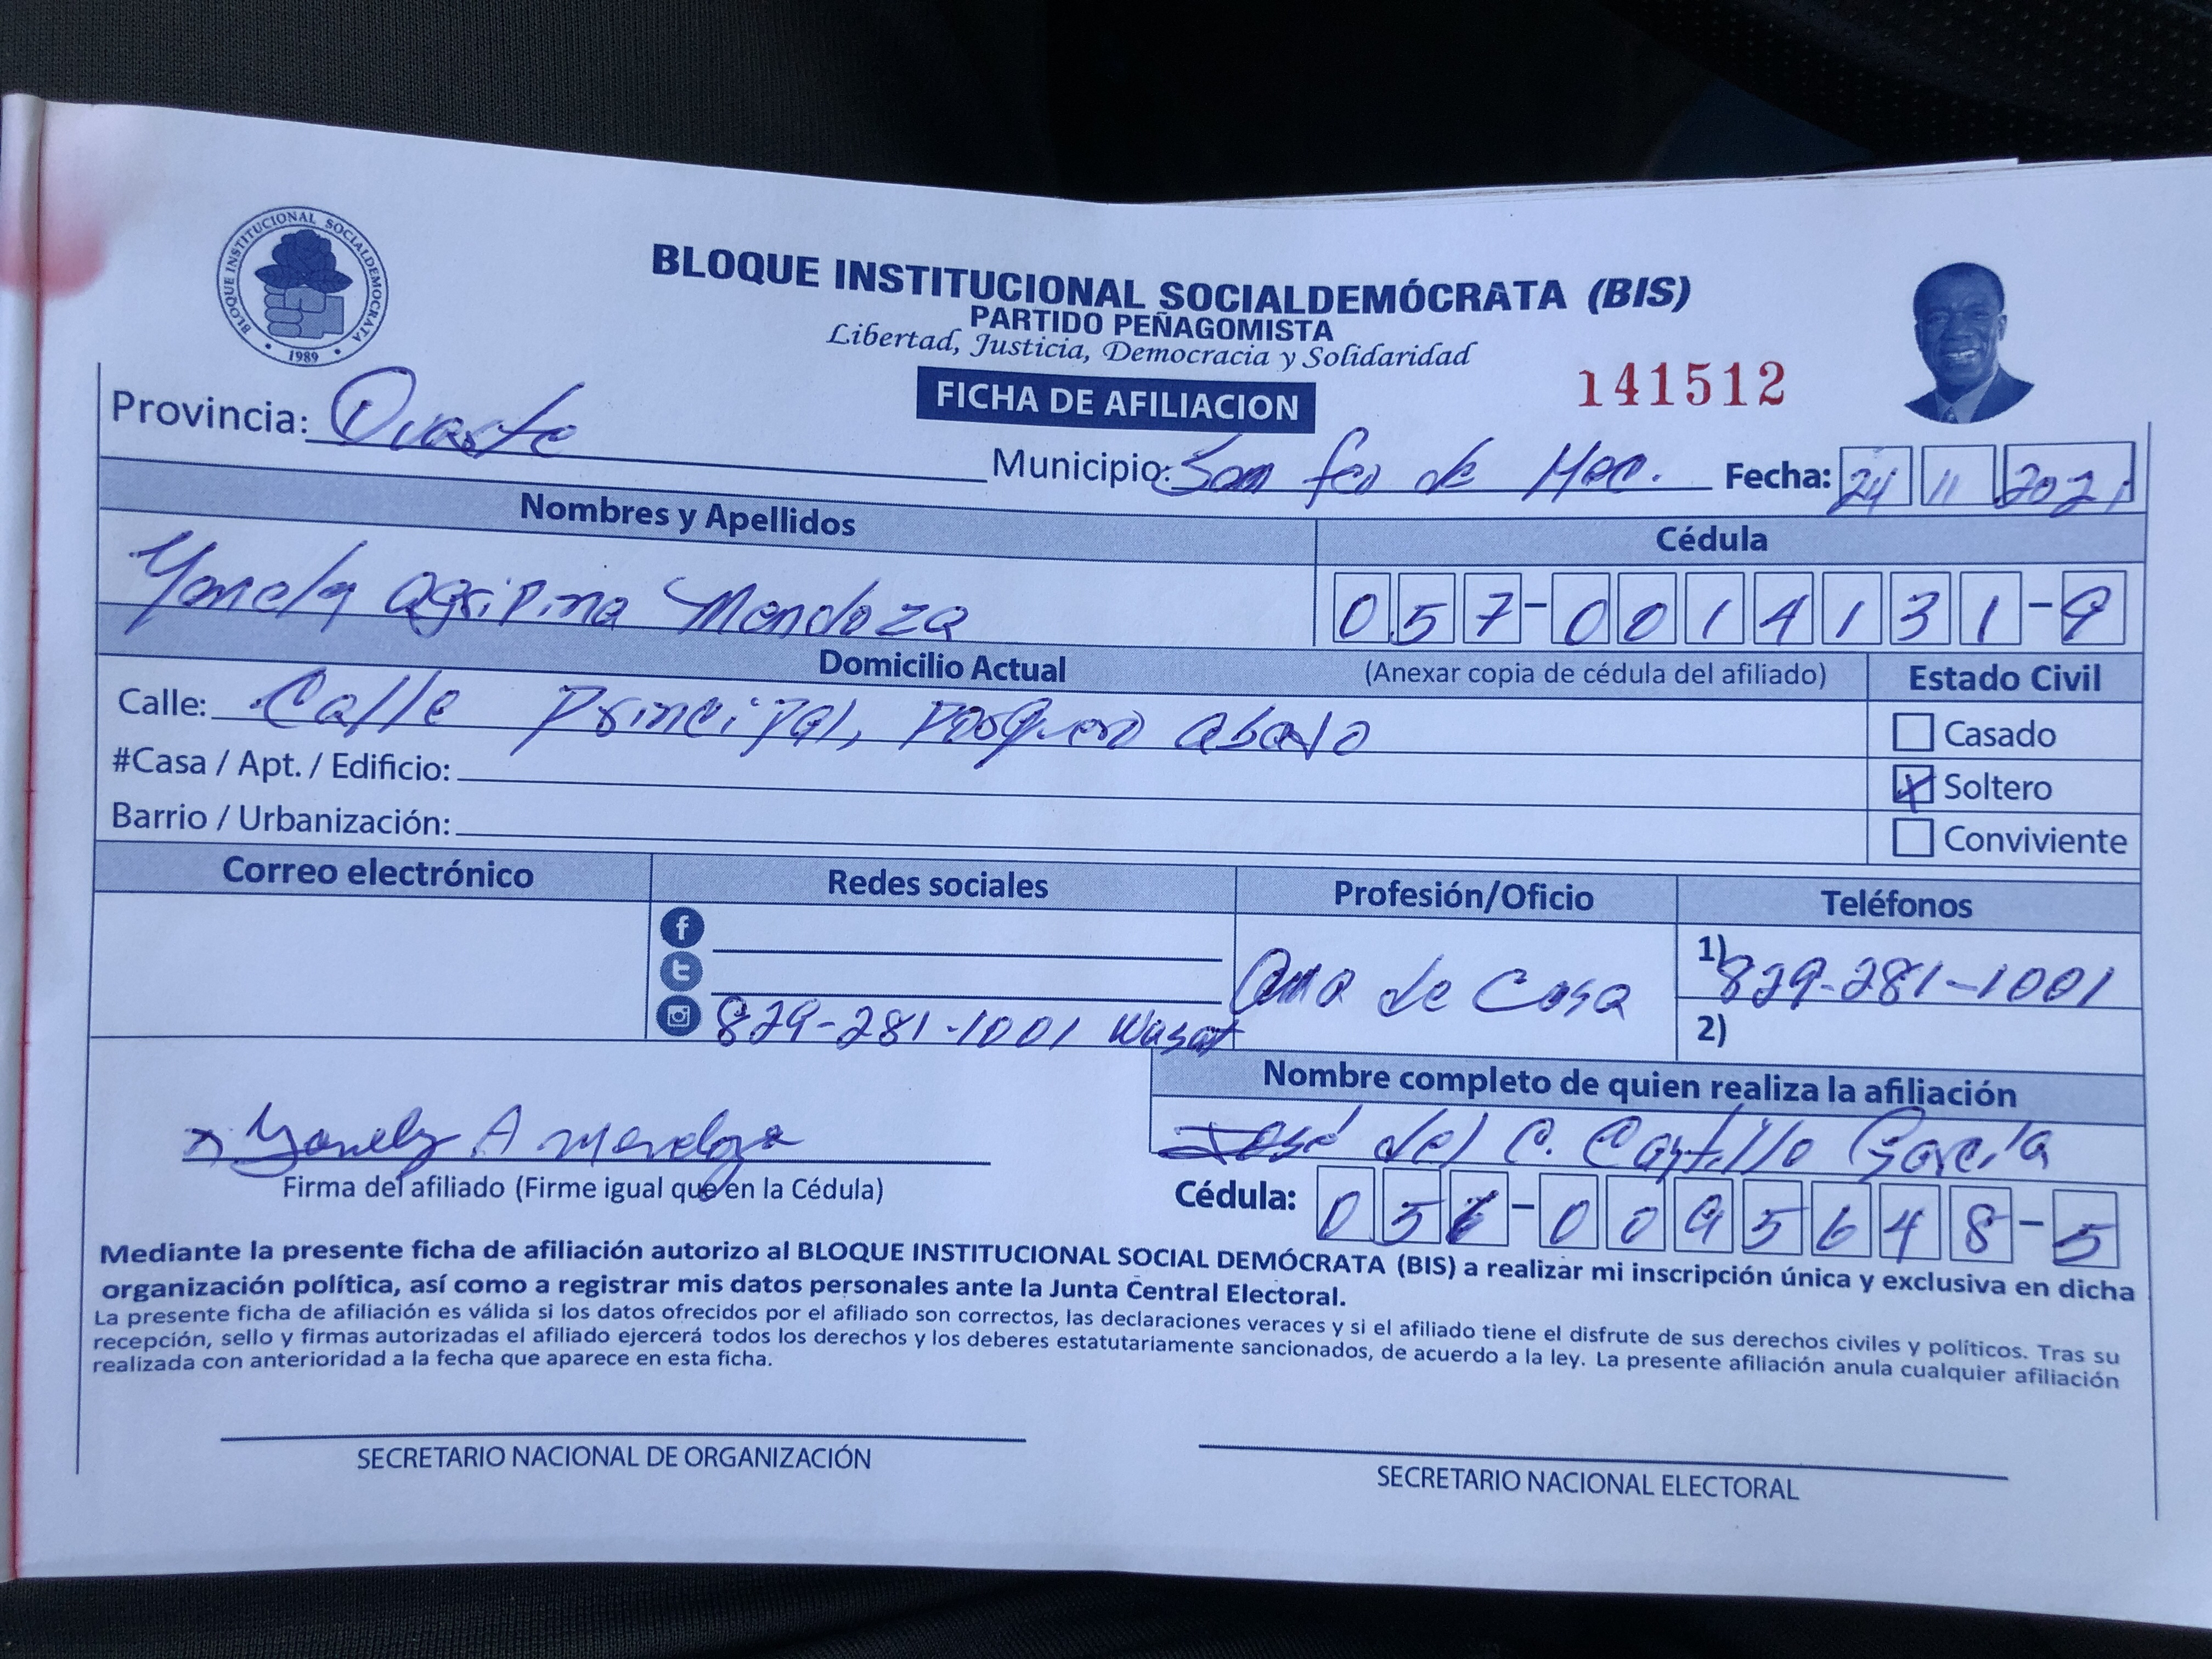 BLOQUE INSTITUCIONAL SOCIALDEMOCRATA
1989
BLOQUE INSTITUCIONAL SOCIALDEMÓCRATA (BIS)
PARTIDO PEÑAGOMISTA
Libertad, Justicia, Democracia y Solidaridad
FICHA DE AFILIACION
141512
Provincia: Duarte
Municipio: San fco de Mac. Fecha: 24 11 2021
Nombres y Apellidos Cédula
Yanely agripina Mendoza 057-0014131-9
Domicilio Actual (Anexar copia de cédula del afiliado) Estado Civil
Calle: Calle Principal, abajo
Casado
#Casa / Apt. / Edificio:
Soltero
Barrio / Urbanización:
Conviviente
Correo electrónico Redes sociales Profesión/Oficio Teléfonos
ama de Casa 1) 829-281-1001
829-281-1001 Wasat 2)
Nombre completo de quien realiza la afiliación
x Yanely A Mendoza José del C. Castillo García
Firma del afiliado (Firme igual que en la Cédula) Cédula: 05 -0095648-5
Mediante la presente ficha de afiliación autorizo al BLOQUE INSTITUCIONAL SOCIAL DEMÓCRATA (BIS) a realizar mi inscripción única y exclusiva en dicha
organización política, así como a registrar mis datos personales ante la Junta Central Electoral.
La presente ficha de afiliación es válida si los datos ofrecidos por el afiliado son correctos, las declaraciones veraces y si el afiliado tiene el disfrute de sus derechos civiles y políticos. Tras su
recepción, sello y firmas autorizadas el afiliado ejercerá todos los derechos y los deberes estatutariamente sancionados, de acuerdo a la ley. La presente afiliación anula cualquier afiliación
realizada con anterioridad a la fecha que aparece en esta ficha.
SECRETARIO NACIONAL DE ORGANIZACIÓN SECRETARIO NACIONAL ELECTORAL